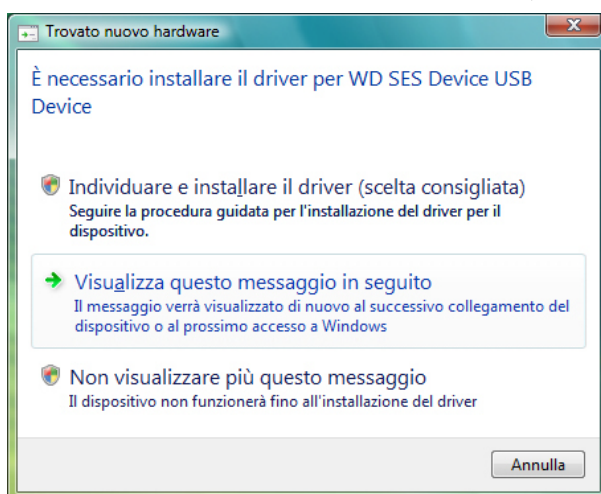 Trovato nuovo hardware
È necessario installare il driver per WD SES Device USB
Device
Individuare e installare il driver (scelta consigliata)
Seguire la procedura guidata per l'installazione del driver per il
dispositivo.
Visualizza questo messaggio in seguito
Il messaggio verrà visualizzato di nuovo al successivo collegamento del
dispositivo o al prossimo accesso a Windows
Non visualizzare più questo messaggio
Il dispositivo non funzionerà fino all'installazione del driver
Annulla